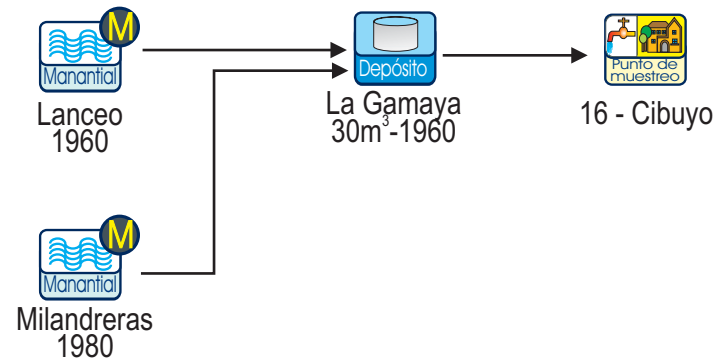 M
Manantial
Lanceo
1960
Depósito
La Gamaya
30m³-1960
Punto de
muestreo
16 - Cibuyo
M
Manantial
Milandreras
1980